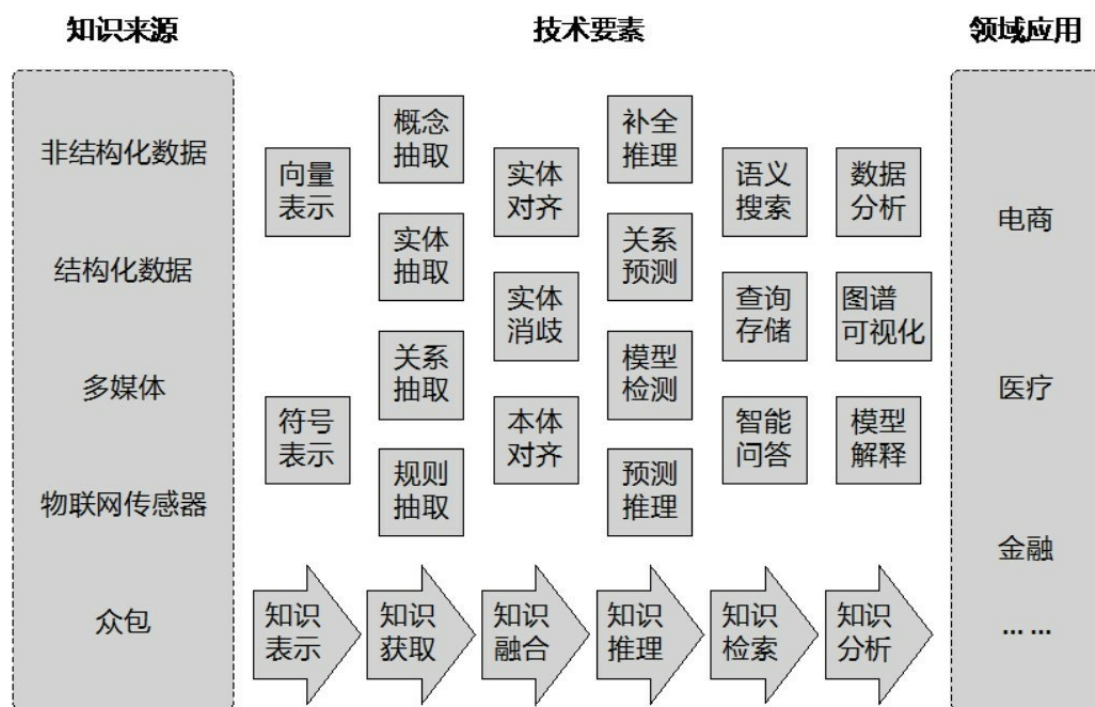 知识来源
技术要素
领域应用
非结构化数据
结构化数据
多媒体
物联网传感器
众包
向量
表示
符号
表示
概念
抽取
实体
抽取
关系
抽取
规则
抽取
实体
对齐
实体
消歧
本体
对齐
补全
推理
关系
预测
模型
检测
预测
推理
语义
搜索
查询
存储
智能
问答
数据
分析
图谱
可视化
模型
解释
知识
表示
知识
获取
知识
融合
知识
推理
知识
检索
知识
分析
电商
医疗
金融
... ...